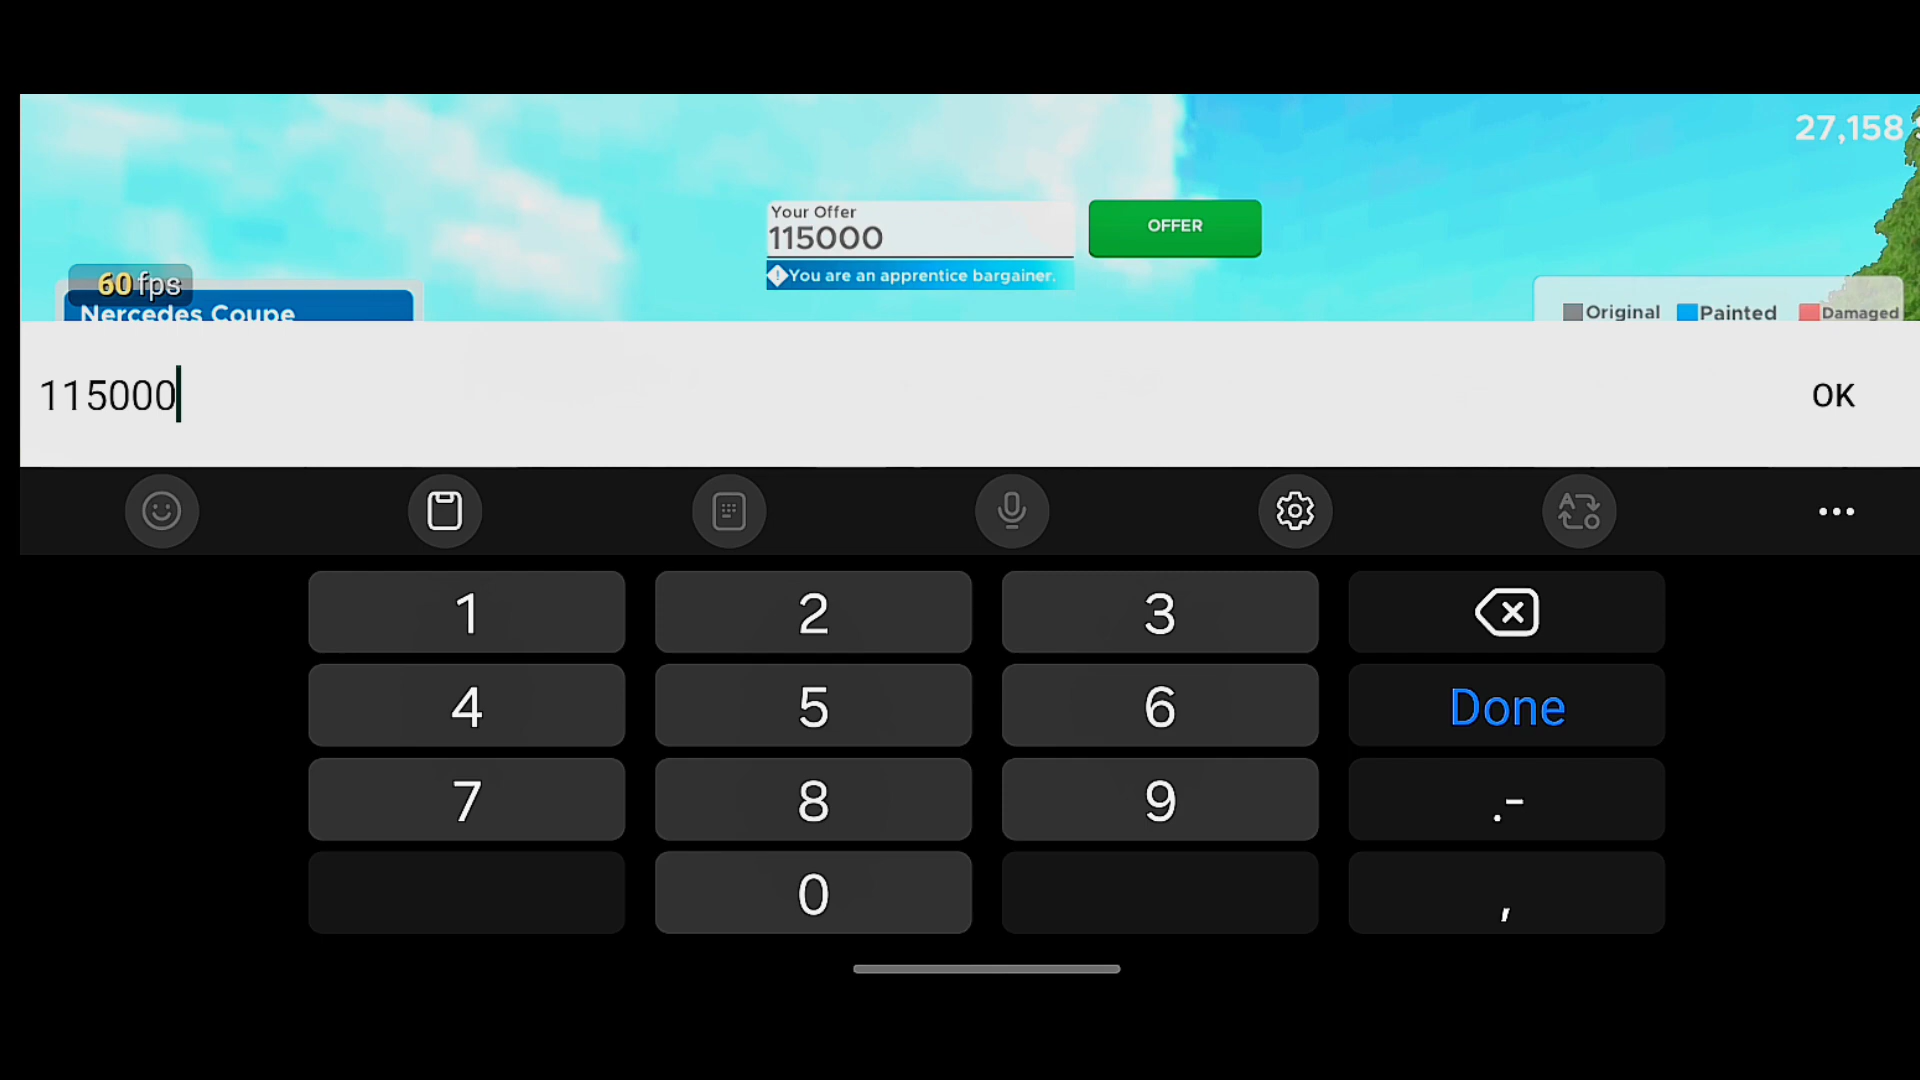 27,158
Your Offer
115000
OFFER
You are an apprentice bargainer.
60 fps
Nercedes Coupe
Original Painted Damaged
115000
OK
1 2 3
4 5 6 Done
7 8 9 .-
0 ,